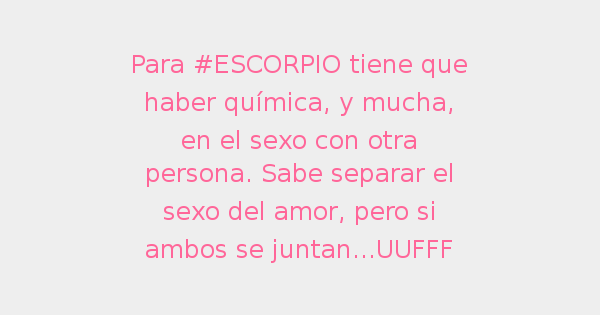 Para #ESCORPIO tiene que
haber química, y mucha,
en el sexo con otra
persona. Sabe separar el
sexo del amor, pero si
ambos se juntan...UUFFF